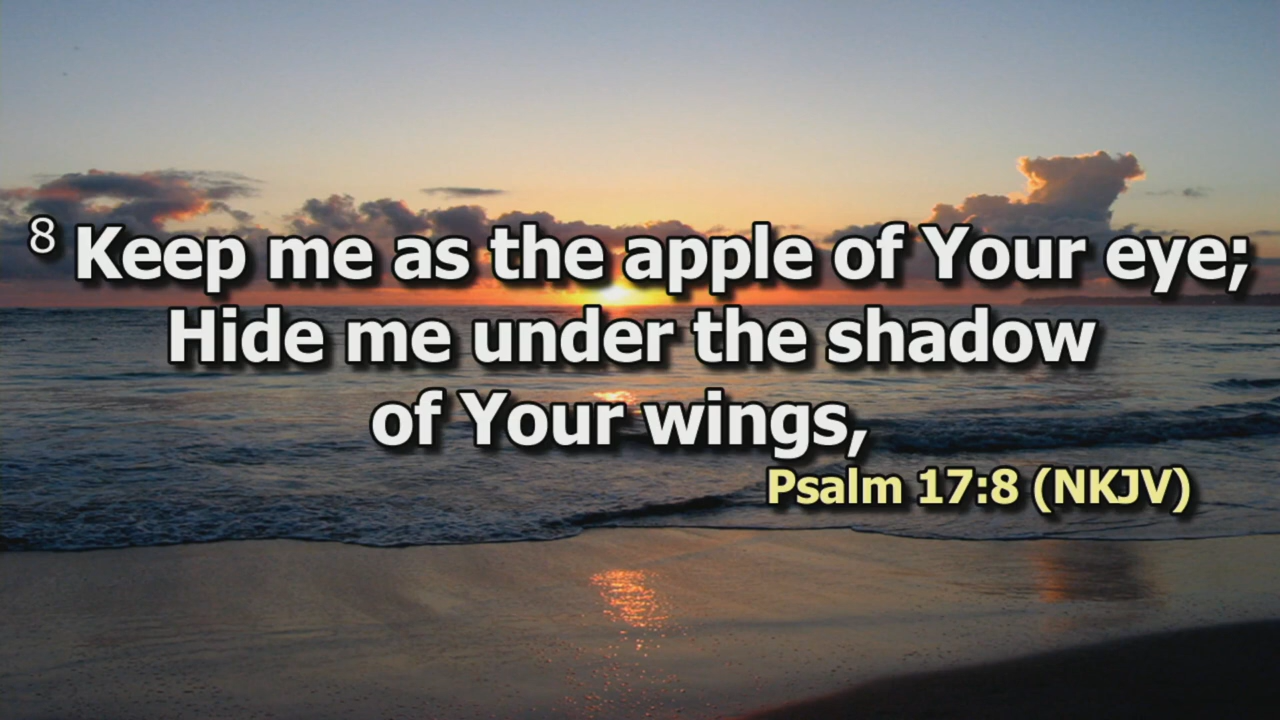 8 Keep me as the apple of Your eye;
Hide me under the shadow
of Your wings,
Psalm 17:8 (NKJV)